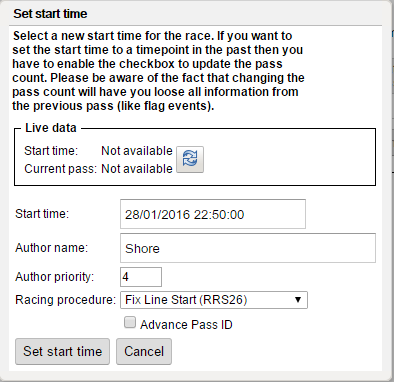 Set start time
Select a new start time for the race. If you want to
set the start time to a timepoint in the past then you
have to enable the checkbox to update the pass
count. Please be aware of the fact that changing the
pass count will have you loose all information from
the previous pass (like flag events).
Live data
Start time: Not available
Current pass: Not available
Start time: 28/01/2016 22:50:00
Author name: Shore
Author priority: 4
Racing procedure: Fix Line Start (RRS26)
Advance Pass ID
Set start time Cancel